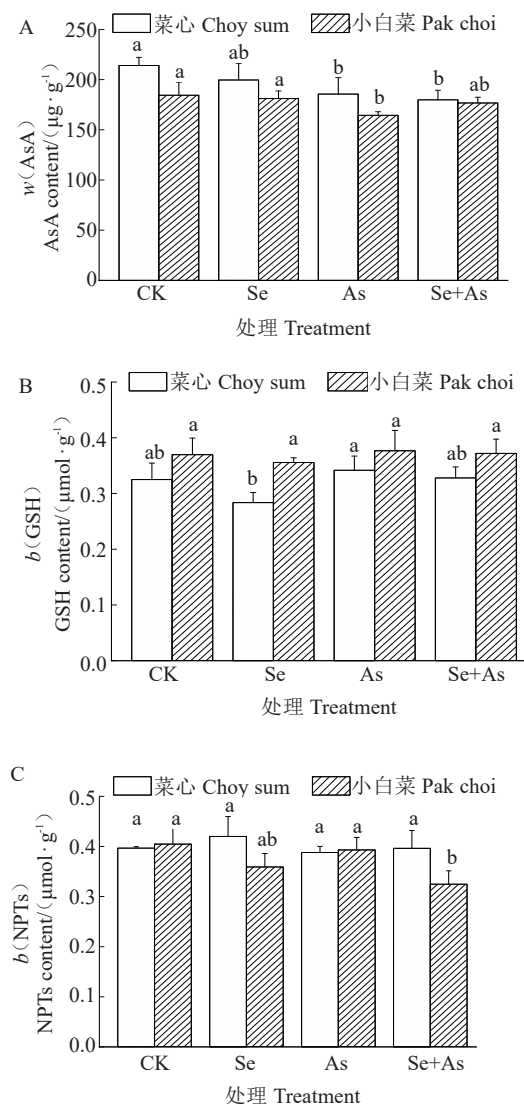 A
菜心 Choy sum 小白菜 Pak choi
w(AsA)
AsA content/(μg·g⁻¹)
250
200
150
100
50
0
a a ab a b b b ab
CK Se As Se+As
处理 Treatment
B
菜心 Choy sum 小白菜 Pak choi
b(GSH)
GSH content/(μmol·g⁻¹)
0.5
0.4
0.3
0.2
0.1
0.0
ab a b a a a ab a
CK Se As Se+As
处理 Treatment
C
菜心 Choy sum 小白菜 Pak choi
b(NPTs)
NPTs content/(μmol·g⁻¹)
0.5
0.4
0.3
0.2
0.1
0.0
a a a ab a a a b
CK Se As Se+As
处理 Treatment